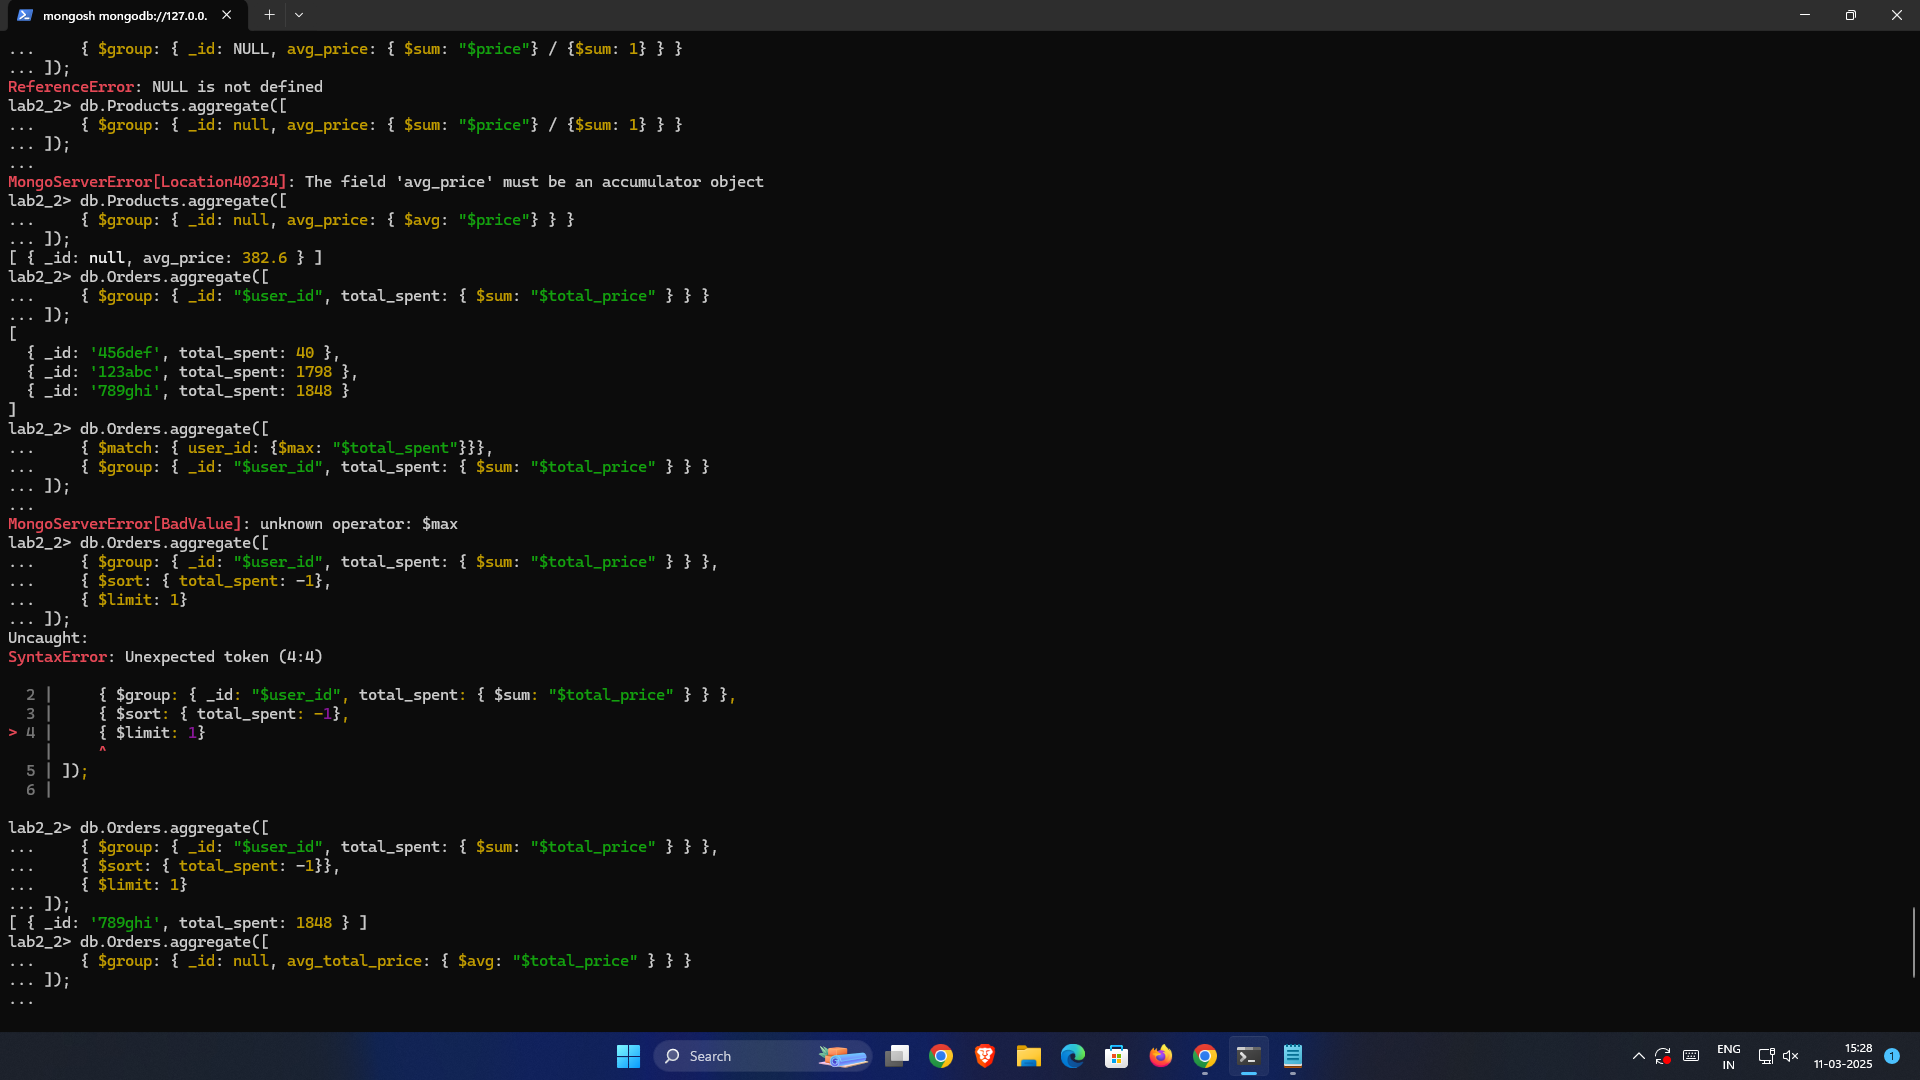 mongosh mongodb://127.0.0.
...     { $group: { _id: NULL, avg_price: { $sum: "$price"} / {$sum: 1} } }
... ]);
ReferenceError: NULL is not defined
lab2_2> db.Products.aggregate([
...     { $group: { _id: null, avg_price: { $sum: "$price"} / {$sum: 1} } }
... ]);
...
MongoServerError[Location40234]: The field 'avg_price' must be an accumulator object
lab2_2> db.Products.aggregate([
...     { $group: { _id: null, avg_price: { $avg: "$price"} } }
... ]);
[ { _id: null, avg_price: 382.6 } ]
lab2_2> db.Orders.aggregate([
...     { $group: { _id: "$user_id", total_spent: { $sum: "$total_price" } } }
... ]);
[
  { _id: '456def', total_spent: 40 },
  { _id: '123abc', total_spent: 1798 },
  { _id: '789ghi', total_spent: 1848 }
]
lab2_2> db.Orders.aggregate([
...     { $match: { user_id: {$max: "$total_spent"}}},
...     { $group: { _id: "$user_id", total_spent: { $sum: "$total_price" } } }
... ]);
...
MongoServerError[BadValue]: unknown operator: $max
lab2_2> db.Orders.aggregate([
...     { $group: { _id: "$user_id", total_spent: { $sum: "$total_price" } } },
...     { $sort: { total_spent: -1},
...     { $limit: 1}
... ]);
Uncaught:
SyntaxError: Unexpected token (4:4)
  2 |     { $group: { _id: "$user_id", total_spent: { $sum: "$total_price" } } },
  3 |     { $sort: { total_spent: -1},
> 4 |     { $limit: 1}
    |     ^
  5 | ]);
  6 |
lab2_2> db.Orders.aggregate([
...     { $group: { _id: "$user_id", total_spent: { $sum: "$total_price" } } },
...     { $sort: { total_spent: -1}},
...     { $limit: 1}
... ]);
[ { _id: '789ghi', total_spent: 1848 } ]
lab2_2> db.Orders.aggregate([
...     { $group: { _id: null, avg_total_price: { $avg: "$total_price" } } }
... ]);
...
Search
ENG
IN
15:28
11-03-2025
1